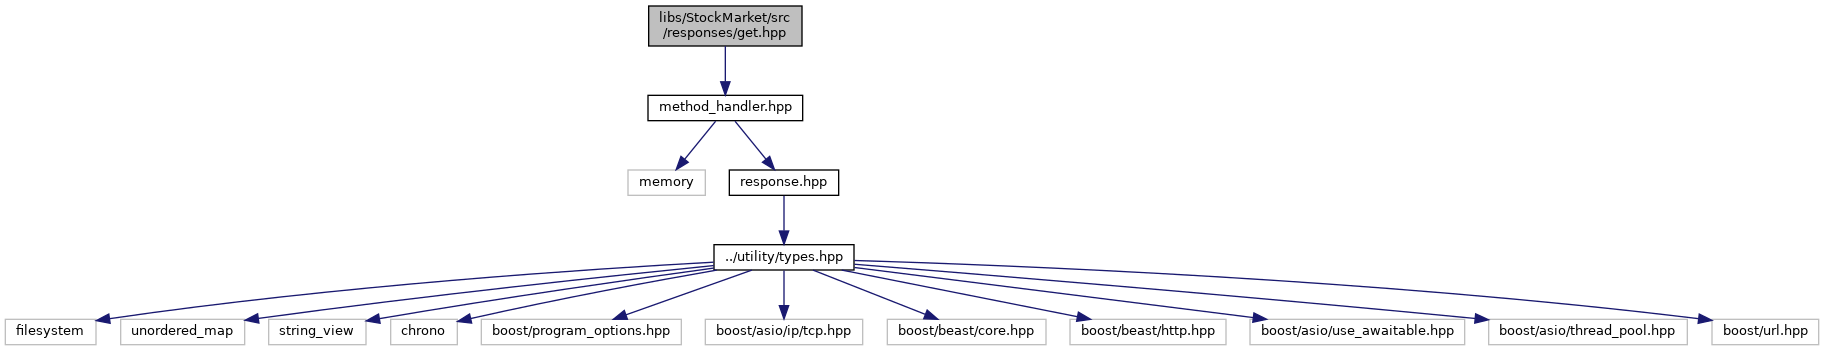 libs/StockMarket/src
/responses/get.hpp
method_handler.hpp
memory
response.hpp
../utility/types.hpp
filesystem
unordered_map
string_view
chrono
boost/program_options.hpp
boost/asio/ip/tcp.hpp
boost/beast/core.hpp
boost/beast/http.hpp
boost/asio/use_awaitable.hpp
boost/asio/thread_pool.hpp
boost/url.hpp